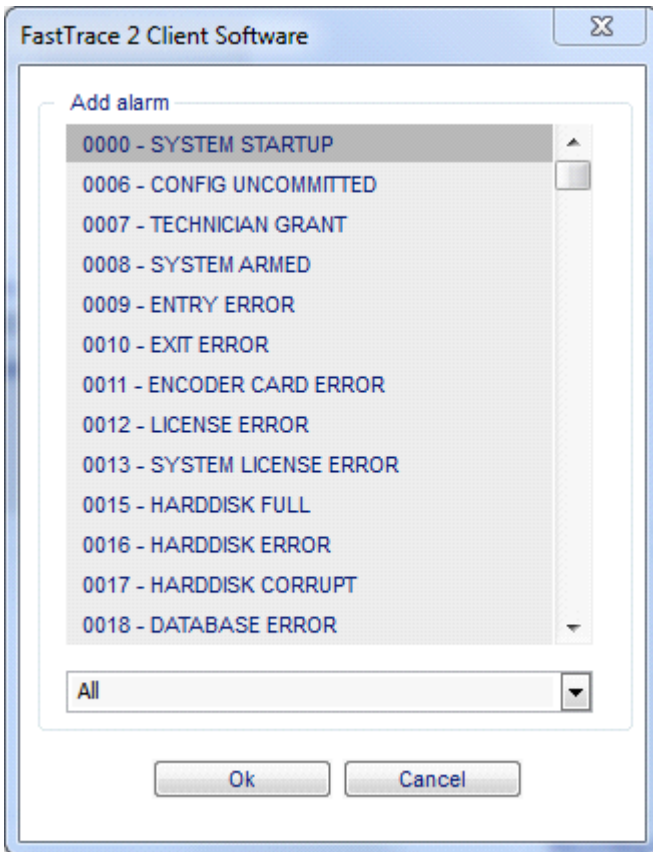 FastTrace 2 Client Software
Add alarm
0000 - SYSTEM STARTUP
0006 - CONFIG UNCOMMITTED
0007 - TECHNICIAN GRANT
0008 - SYSTEM ARMED
0009 - ENTRY ERROR
0010 - EXIT ERROR
0011 - ENCODER CARD ERROR
0012 - LICENSE ERROR
0013 - SYSTEM LICENSE ERROR
0015 - HARDDISK FULL
0016 - HARDDISK ERROR
0017 - HARDDISK CORRUPT
0018 - DATABASE ERROR
All
Ok Cancel